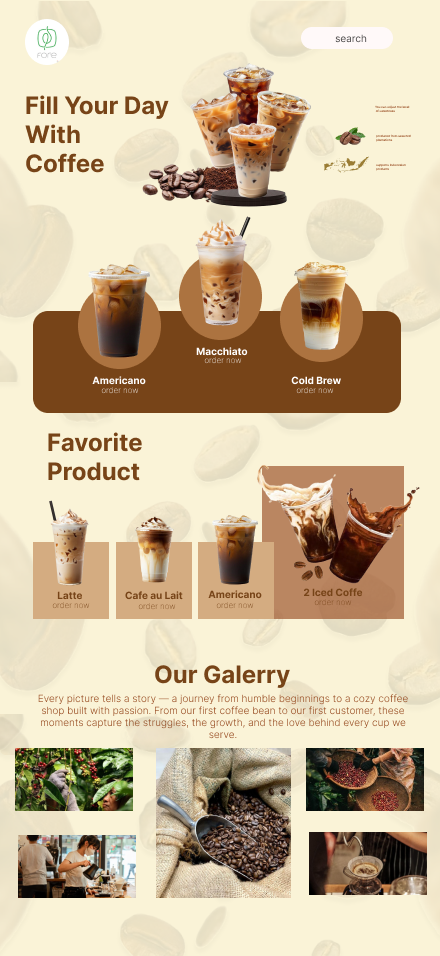 FORE
search
Fill Your Day
With
Coffee
Macchiato
order now
Americano
order now
Cold Brew
order now
Favorite
Product
Latte
order now
Cafe au Lait
order now
Americano
order now
2 Iced Coffe
order now
Our Galerry
Every picture tells a story — a journey from humble beginnings to a cozy coffee
shop built with passion. From our first coffee bean to our first customer, these
moments capture the struggles, the growth, and the love behind every cup we
serve.